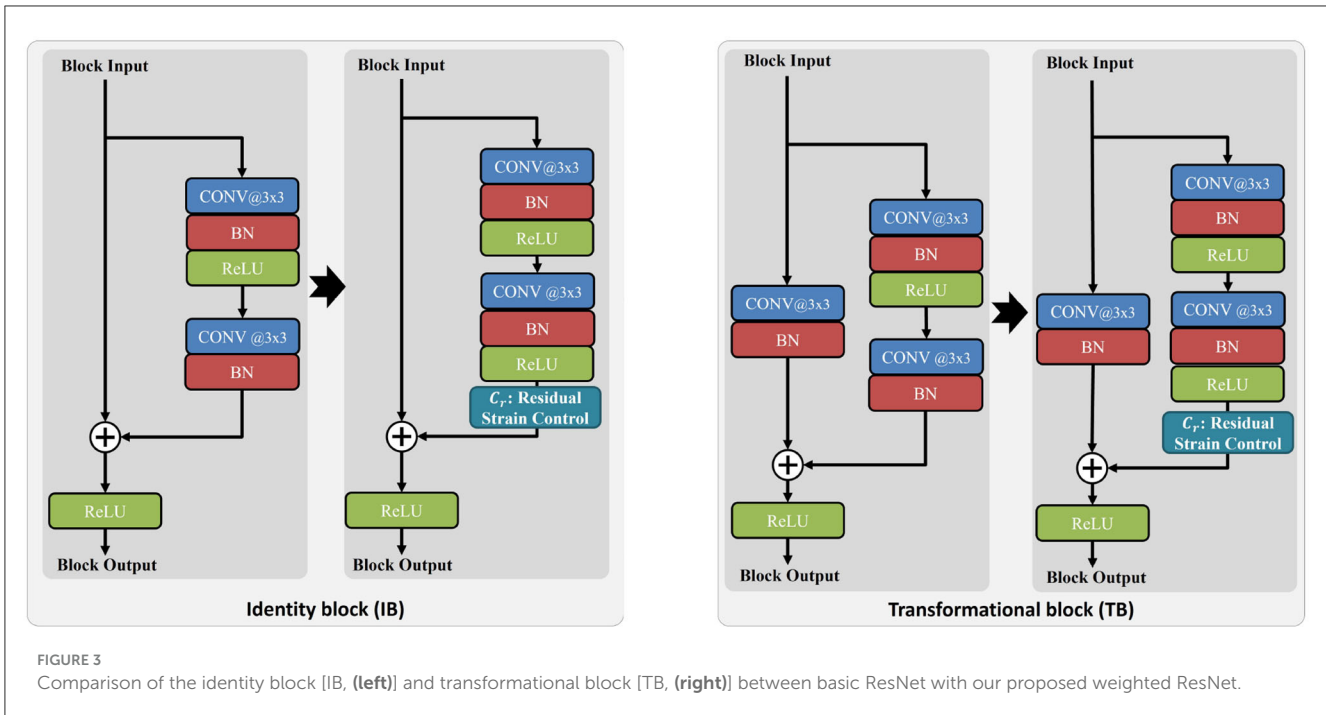 Block Input
CONV@3x3
BN
ReLU
CONV @3x3
BN
ReLU
Block Output
Block Input
CONV@3x3
BN
ReLU
CONV @3x3
BN
ReLU
C_r: Residual
Strain Control
ReLU
Block Output
Identity block (IB)
Block Input
CONV@3x3
BN
ReLU
CONV@3x3
BN
CONV @3x3
BN
ReLU
Block Output
Block Input
CONV@3x3
BN
ReLU
CONV@3x3
BN
CONV @3x3
BN
ReLU
C_r: Residual
Strain Control
ReLU
Block Output
Transformational block (TB)
FIGURE 3
Comparison of the identity block [IB, (left)] and transformational block [TB, (right)] between basic ResNet with our proposed weighted ResNet.